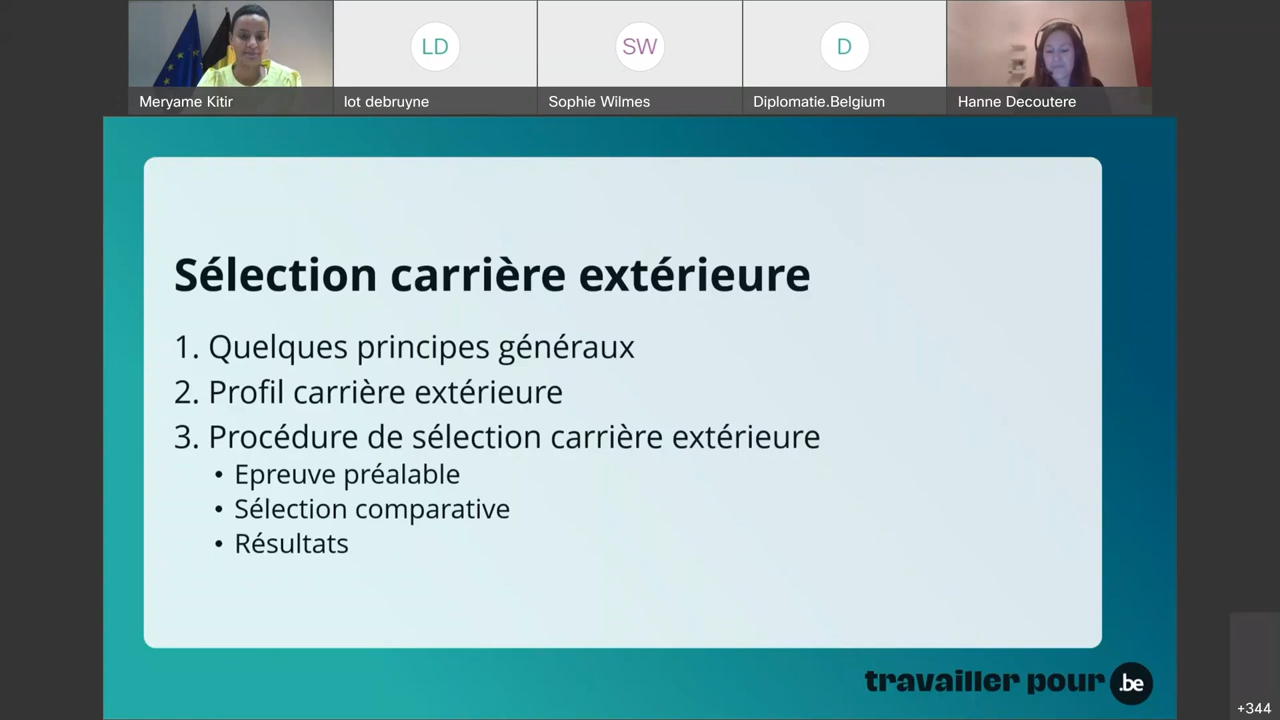 LD
SW
D
Meryame Kitir
lot debruyne
Sophie Wilmes
Diplomatie.Belgium
Hanne Decoutere
Sélection carrière extérieure
1. Quelques principes généraux
2. Profil carrière extérieure
3. Procédure de sélection carrière extérieure
• Epreuve préalable
• Sélection comparative
• Résultats
travailler pour .be
+344